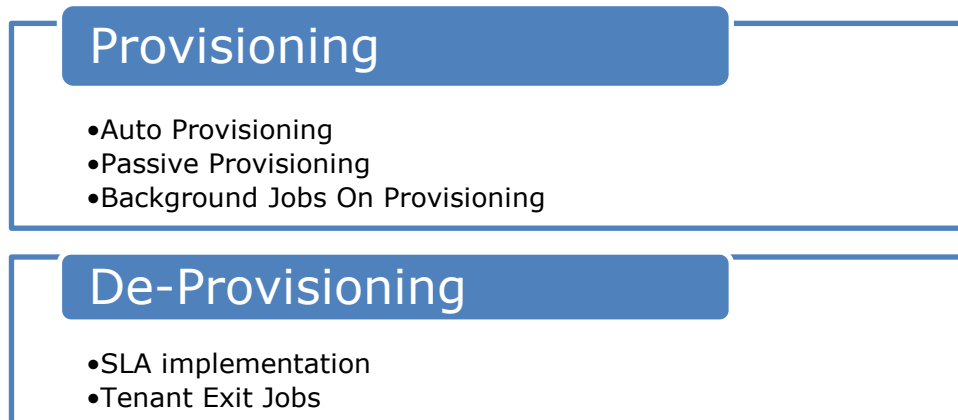 Provisioning
•Auto Provisioning
•Passive Provisioning
•Background Jobs On Provisioning
De-Provisioning
•SLA implementation
•Tenant Exit Jobs